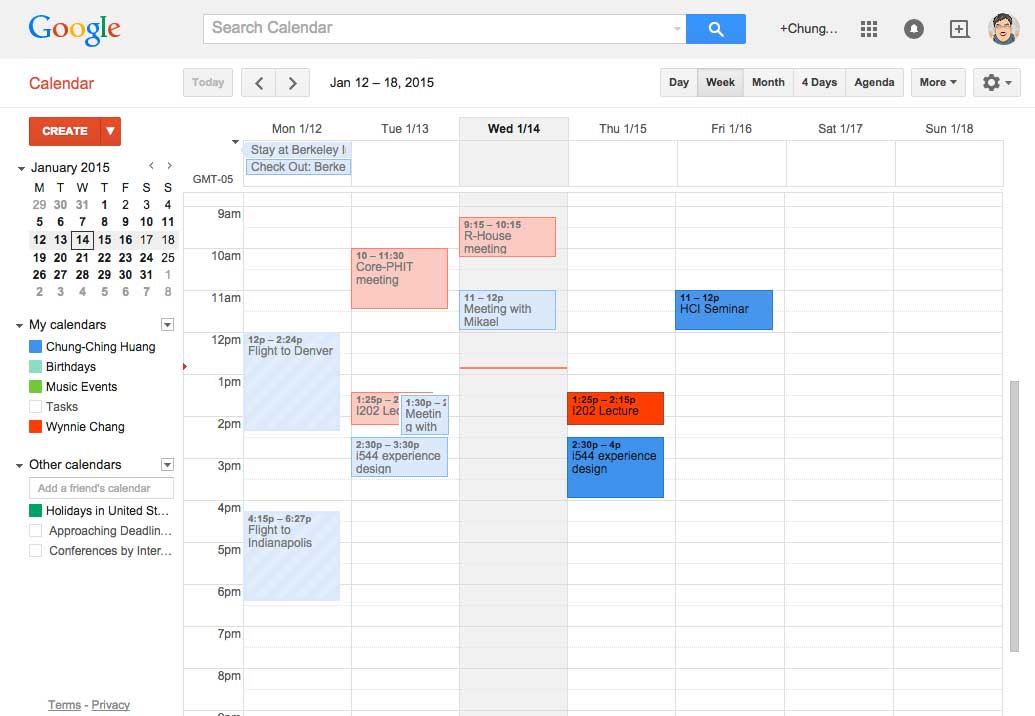 Google
Search Calendar
+Chung...
Calendar
Today
Jan 12 – 18, 2015
Day
Week
Month
4 Days
Agenda
More
CREATE
January 2015
M T W T F S S
29 30 31 1 2 3 4
5 6 7 8 9 10 11
12 13 14 15 16 17 18
19 20 21 22 23 24 25
26 27 28 29 30 31 1
2 3 4 5 6 7 8
My calendars
Chung-Ching Huang
Birthdays
Music Events
Tasks
Wynnie Chang
Other calendars
Add a friend's calendar
Holidays in United St...
Approaching Deadlin...
Conferences by Inter...
Terms - Privacy
Mon 1/12
Tue 1/13
Wed 1/14
Thu 1/15
Fri 1/16
Sat 1/17
Sun 1/18
GMT-05
Stay at Berkeley
Check Out: Berke
9am
10am
11am
12pm
1pm
2pm
3pm
4pm
5pm
6pm
7pm
8pm
12p – 2:24p
Flight to Denver
4:15p – 6:27p
Flight to
Indianapolis
10 – 11:30
Core-PHIT
meeting
1:25p – 2
I202 Lec
1:30p –
Meetin
g with
2:30p – 3:30p
i544 experience
design
9:15 – 10:15
R-House
meeting
11 – 12p
Meeting with
Mikael
1:25p – 2:15p
I202 Lecture
2:30p – 4p
i544 experience
design
11 – 12p
HCI Seminar